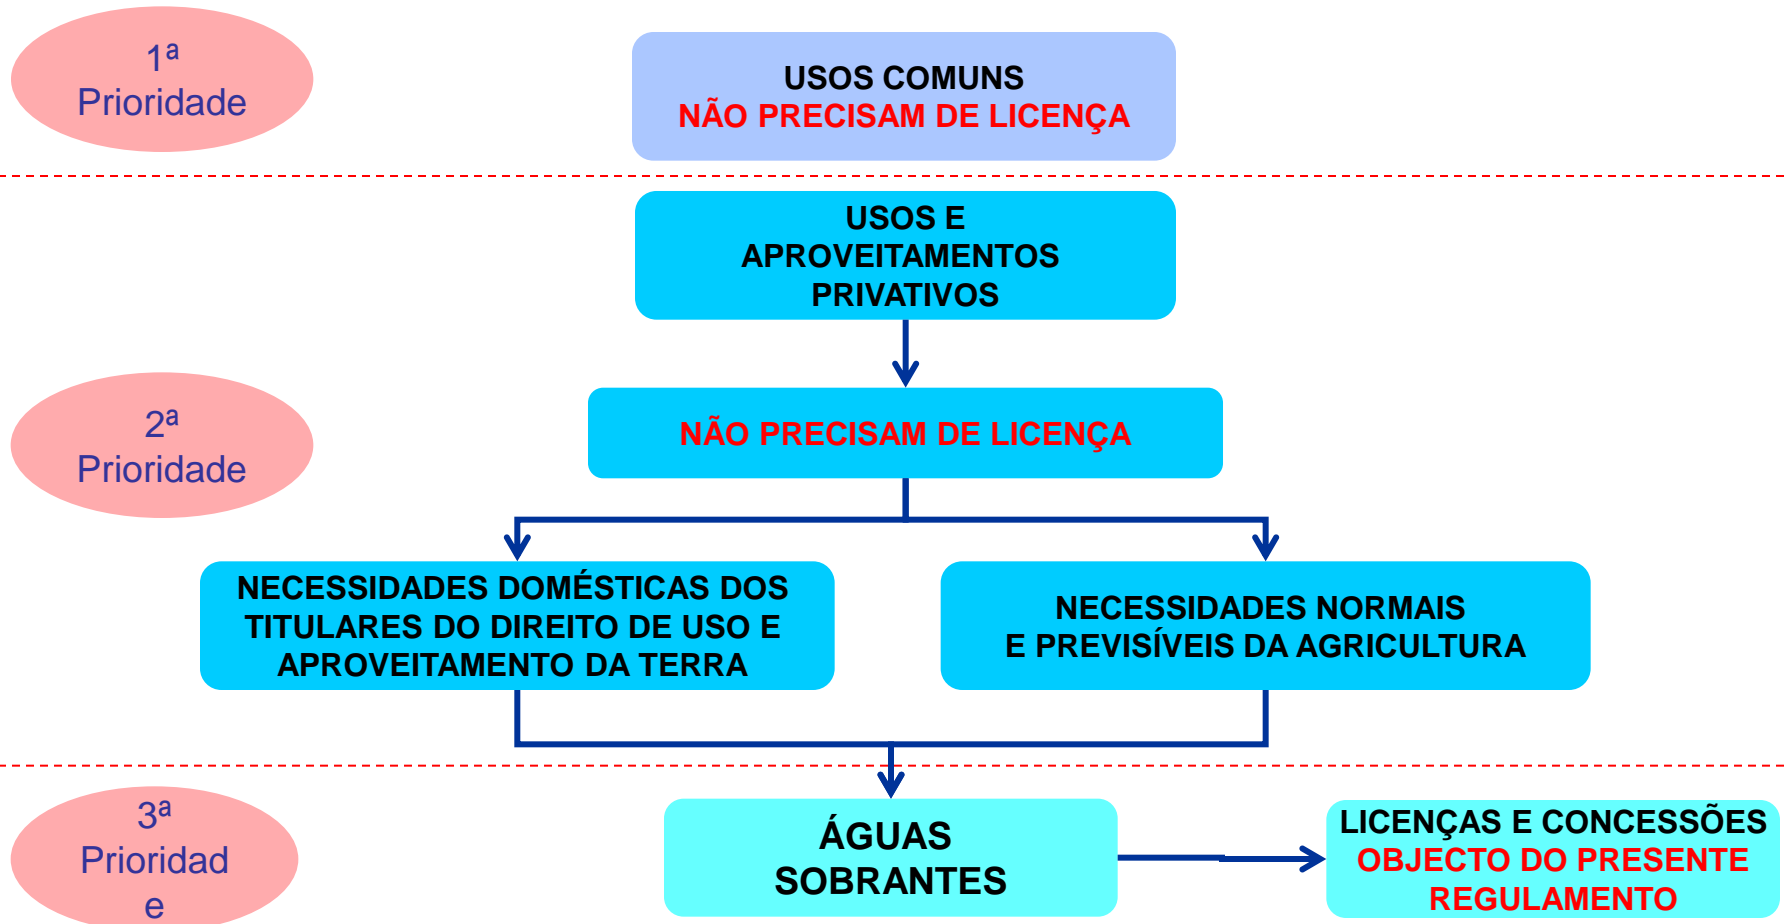 1ª
Prioridade
USOS COMUNS
NÃO PRECISAM DE LICENÇA
USOS E
APROVEITAMENTOS
PRIVATIVOS
2ª
Prioridade
NÃO PRECISAM DE LICENÇA
NECESSIDADES DOMÉSTICAS DOS
TITULARES DO DIREITO DE USO E
APROVEITAMENTO DA TERRA
NECESSIDADES NORMAIS
E PREVISÍVEIS DA AGRICULTURA
3ª
Prioridad
e
ÁGUAS
SOBRANTES
LICENÇAS E CONCESSÕES
OBJECTO DO PRESENTE
REGULAMENTO